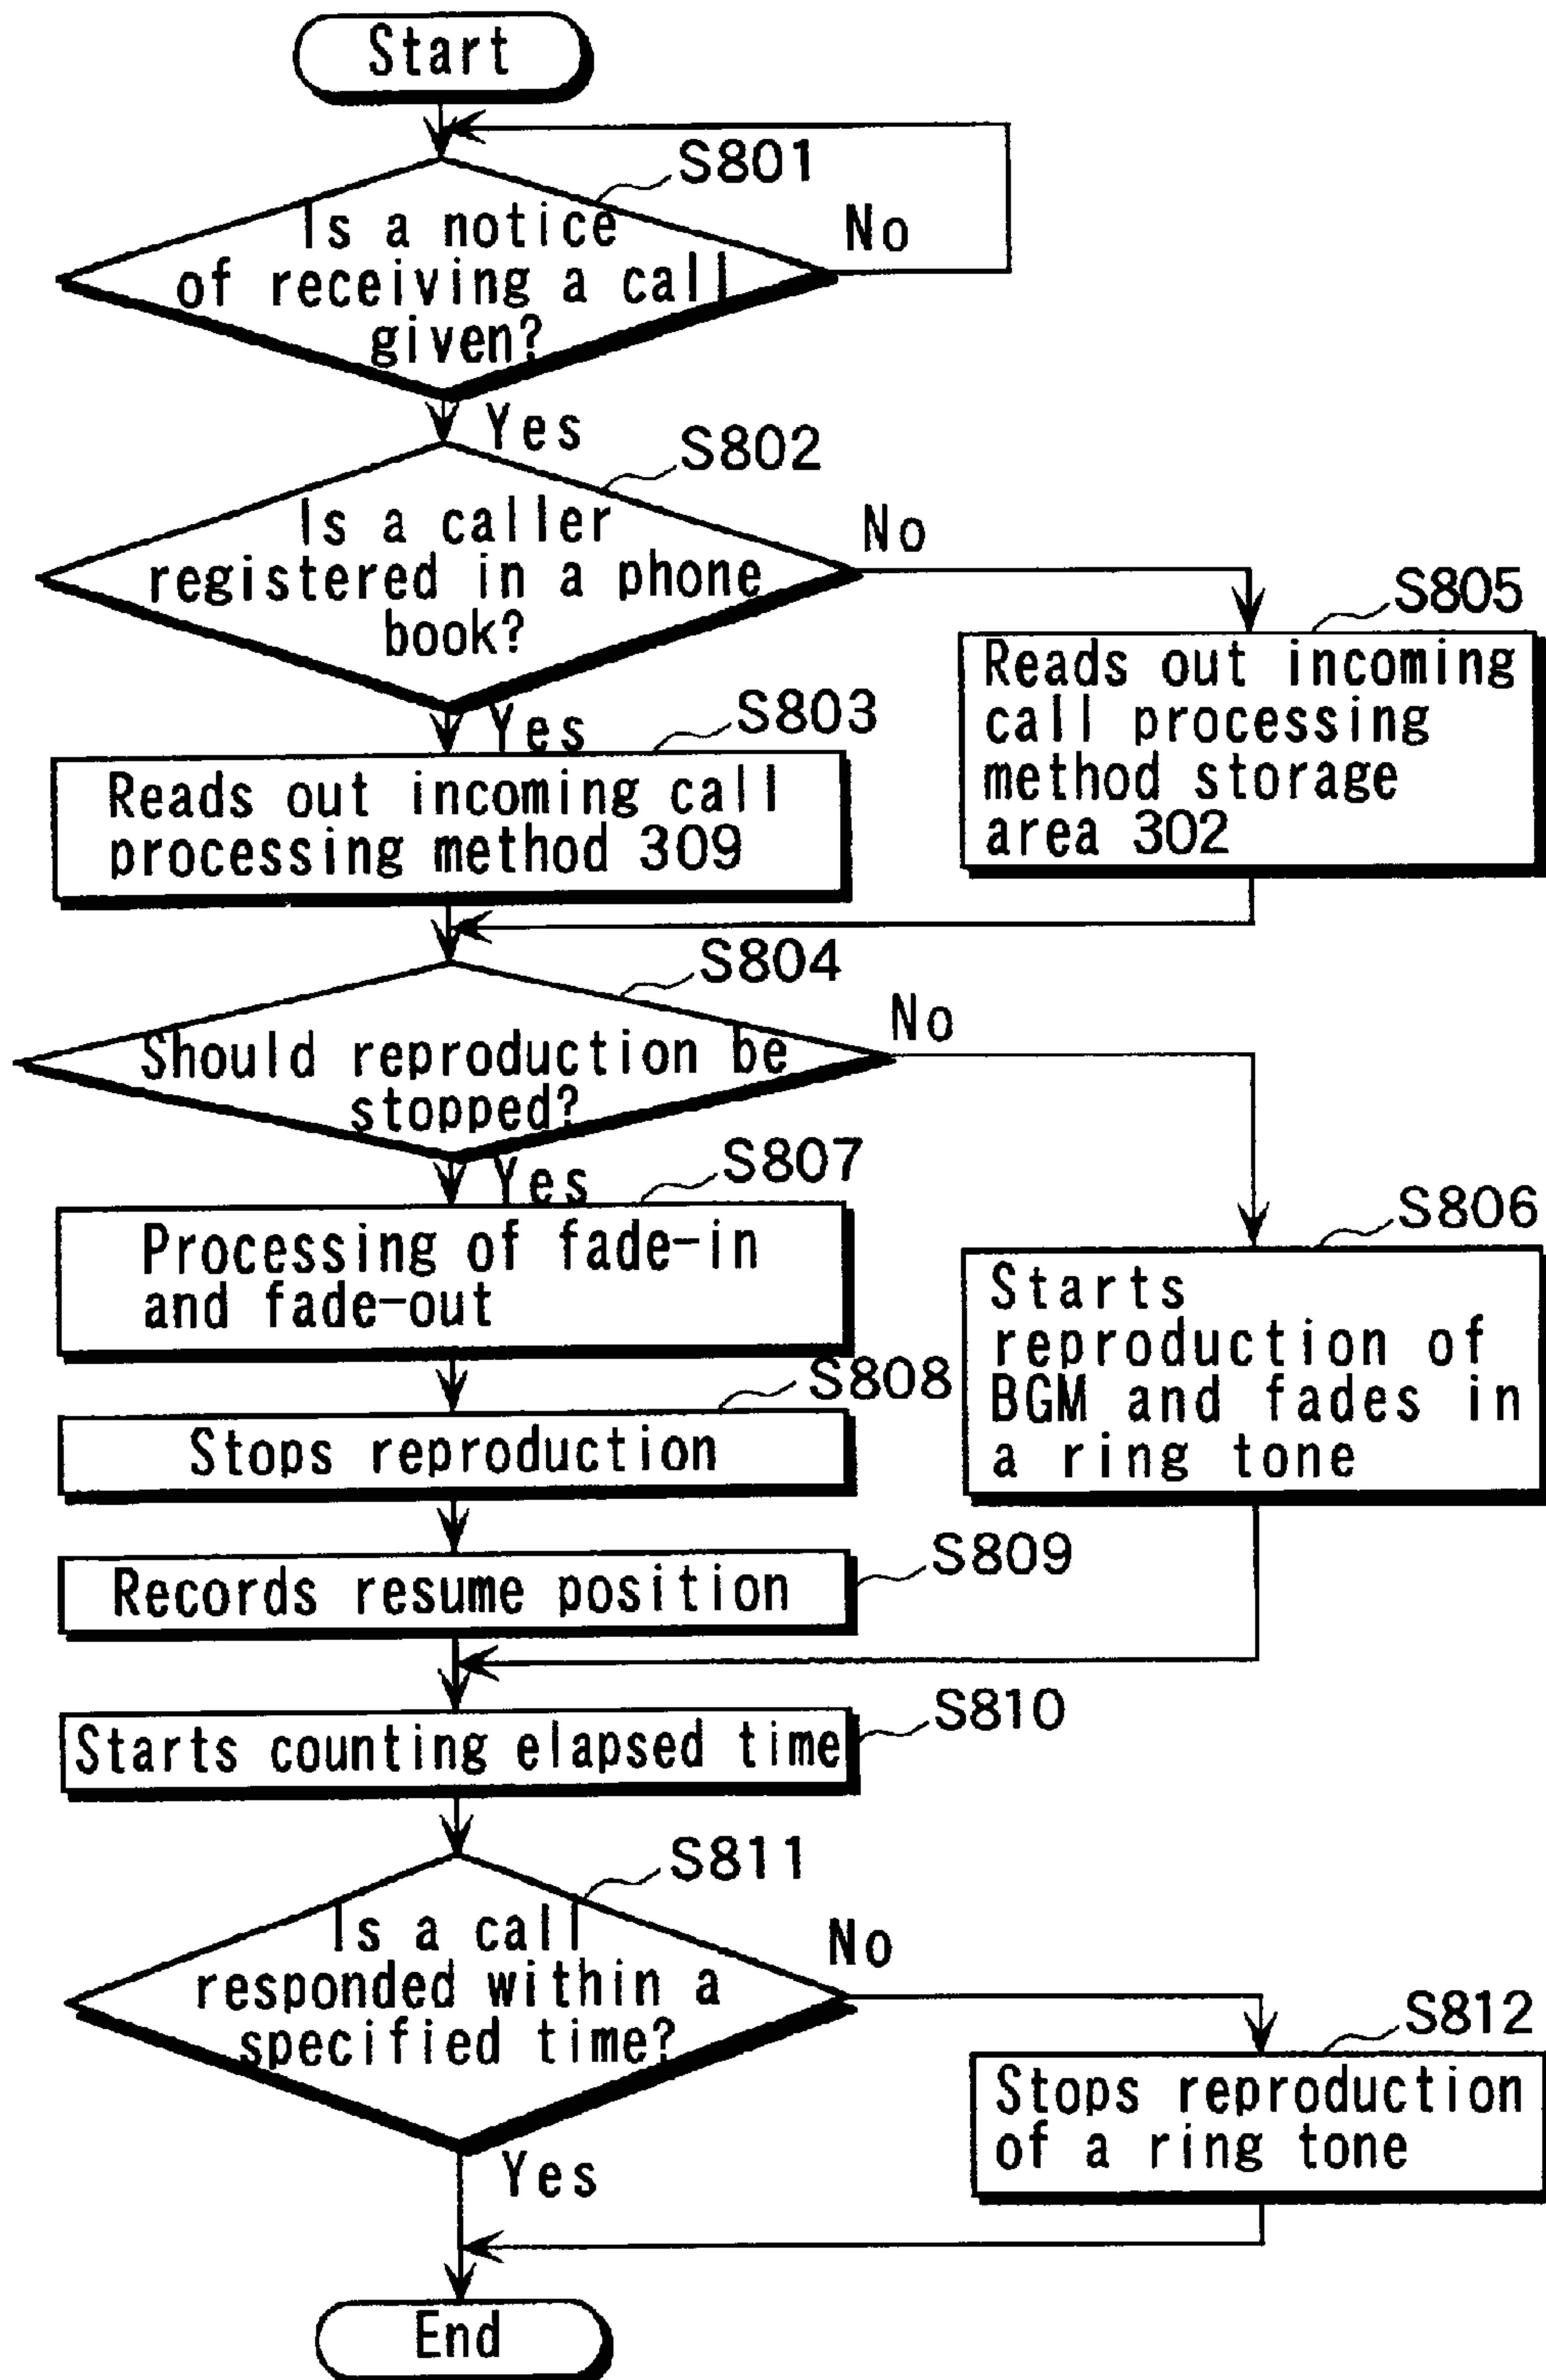 Start
S801
Is a notice
of receiving a call
given?
No
Yes
S802
Is a caller
registered in a phone
book?
No
Yes
S803
Reads out incoming call
processing method 309
S805
Reads out incoming
call processing
method storage
area 302
S804
Should reproduction be
stopped?
No
Yes
S807
Processing of fade-in
and fade-out
S806
Starts
reproduction of
BGM and fades in
a ring tone
S808
Stops reproduction
S809
Records resume position
S810
Starts counting elapsed time
S811
Is a call
responded within a
specified time?
No
S812
Stops reproduction
of a ring tone
Yes
End